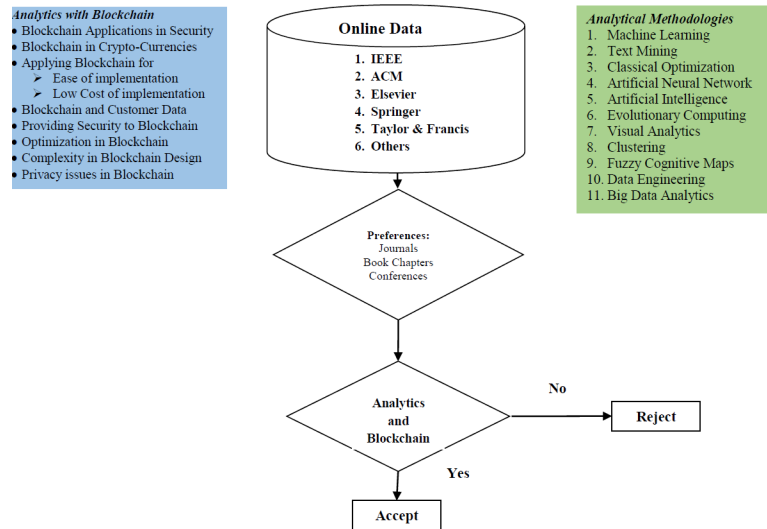 Analytics with Blockchain
• Blockchain Applications in Security
• Blockchain in Crypto-Currencies
• Applying Blockchain for
➢ Ease of implementation
➢ Low Cost of implementation
• Blockchain and Customer Data
• Providing Security to Blockchain
• Optimization in Blockchain
• Complexity in Blockchain Design
• Privacy issues in Blockchain
Online Data
1. IEEE
2. ACM
3. Elsevier
4. Springer
5. Taylor & Francis
6. Others
Analytical Methodologies
1. Machine Learning
2. Text Mining
3. Classical Optimization
4. Artificial Neural Network
5. Artificial Intelligence
6. Evolutionary Computing
7. Visual Analytics
8. Clustering
9. Fuzzy Cognitive Maps
10. Data Engineering
11. Big Data Analytics
Preferences:
Journals
Book Chapters
Conferences
Analytics
and
Blockchain
No
Reject
Yes
Accept